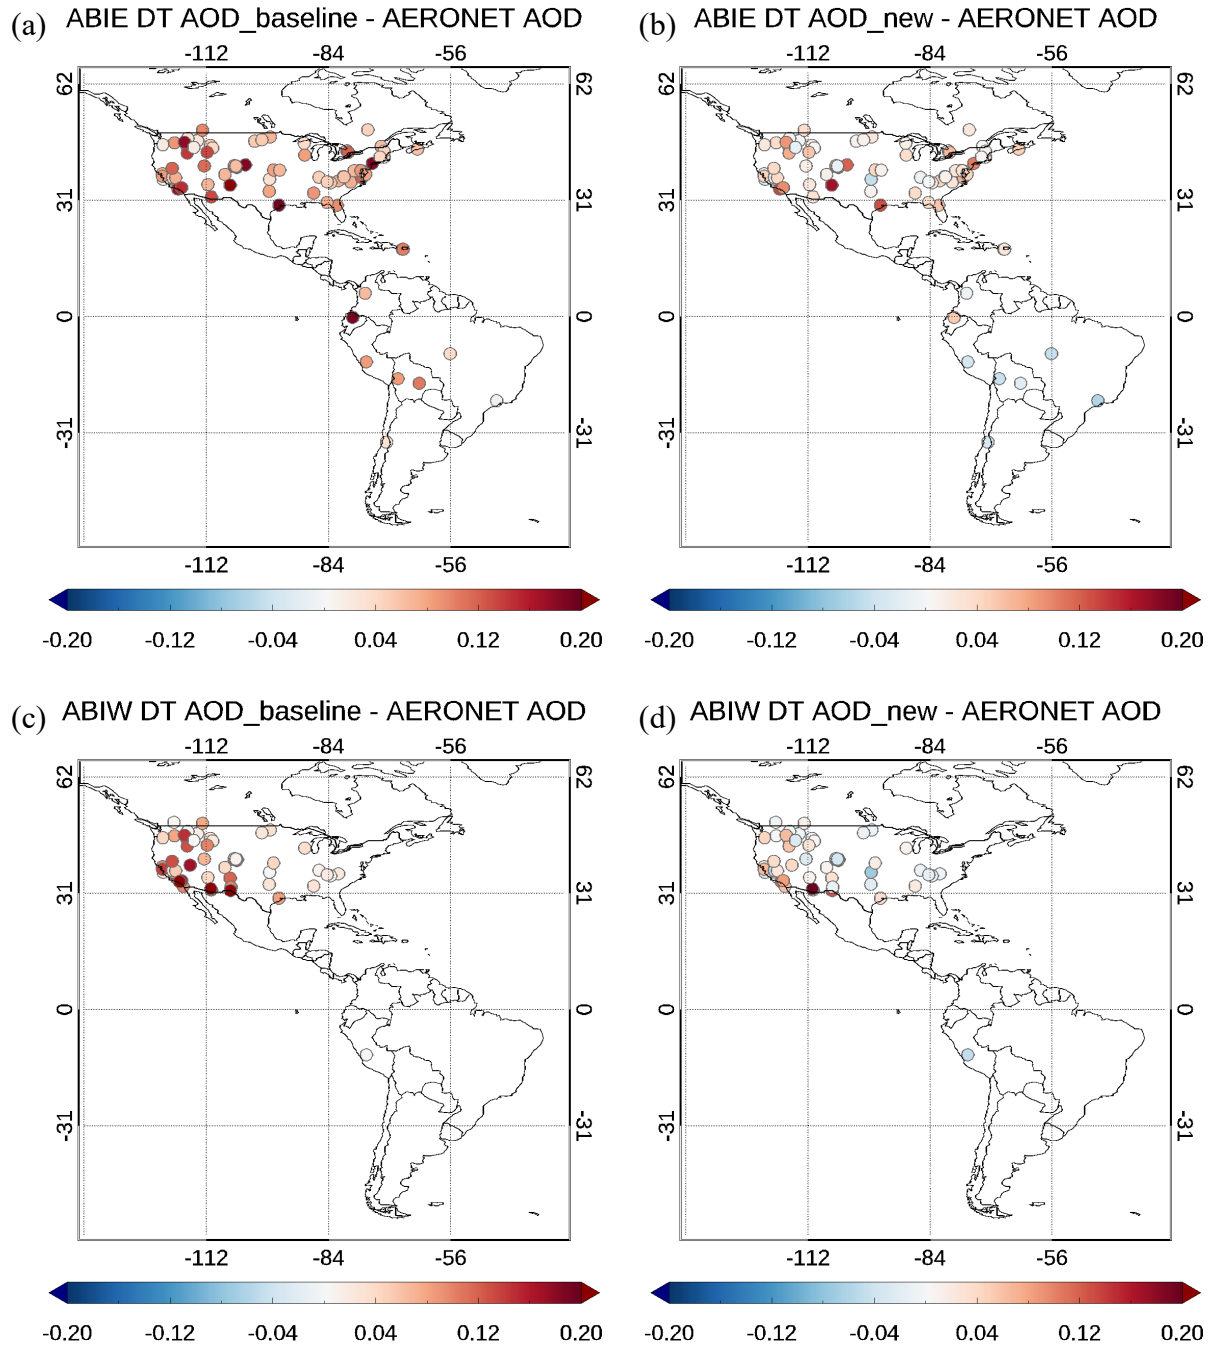 (a) ABIE DT AOD_baseline - AERONET AOD
(b) ABIE DT AOD_new - AERONET AOD
-112 -84 -56
-112 -84 -56
62 62
62 62
31 31
31 31
0 0
0 0
-31 -31
-31 -31
-112 -84 -56
-112 -84 -56
-0.20 -0.12 -0.04 0.04 0.12 0.20
-0.20 -0.12 -0.04 0.04 0.12 0.20
(c) ABIW DT AOD_baseline - AERONET AOD
(d) ABIW DT AOD_new - AERONET AOD
-112 -84 -56
-112 -84 -56
62 62
62 62
31 31
31 31
0 0
0 0
-31 -31
-31 -31
-112 -84 -56
-112 -84 -56
-0.20 -0.12 -0.04 0.04 0.12 0.20
-0.20 -0.12 -0.04 0.04 0.12 0.20